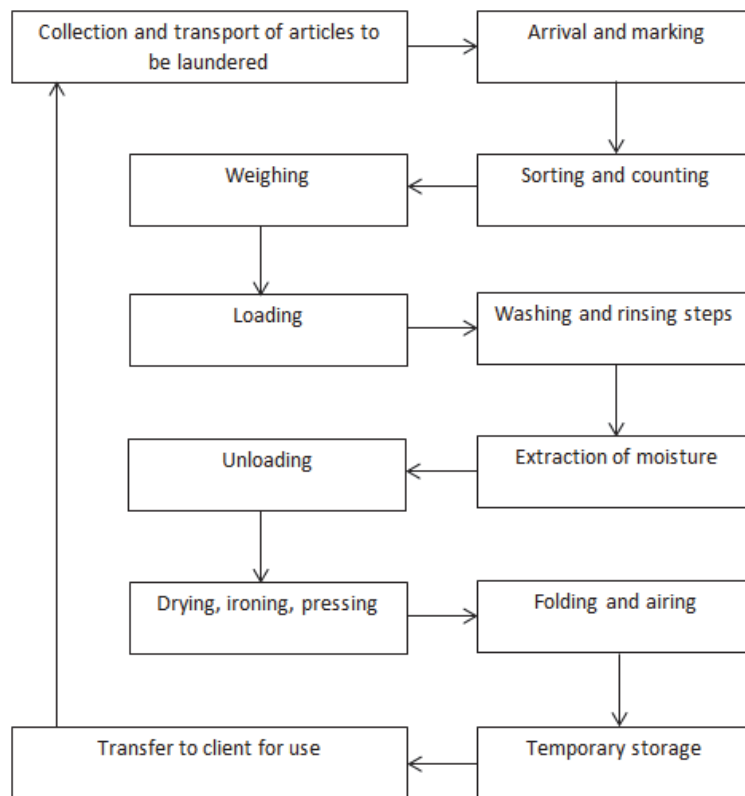 Collection and transport of articles to
be laundered
Arrival and marking
Sorting and counting
Weighing
Loading
Washing and rinsing steps
Extraction of moisture
Unloading
Drying, ironing, pressing
Folding and airing
Temporary storage
Transfer to client for use